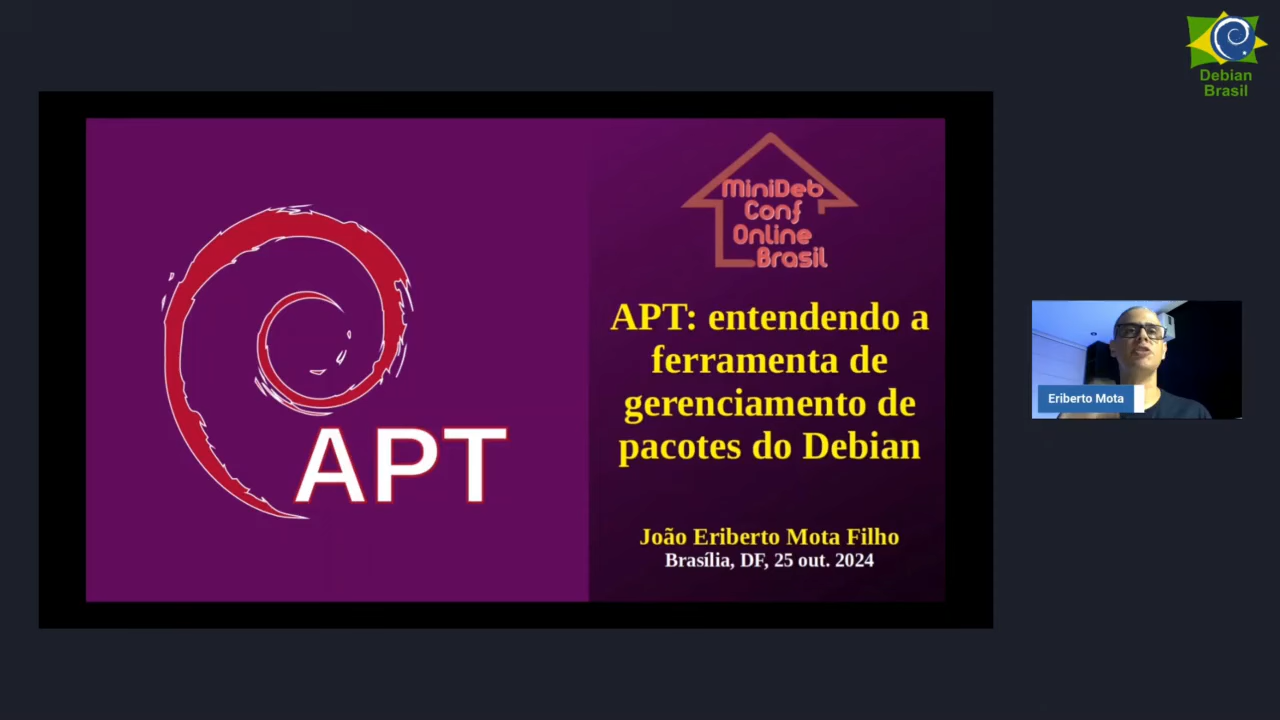 Debian
Brasil
MiniDeb
Conf
Online
Brasil
APT: entendendo a
ferramenta de
gerenciamento de
pacotes do Debian
APT
João Eriberto Mota Filho
Brasília, DF, 25 out. 2024
Eriberto Mota